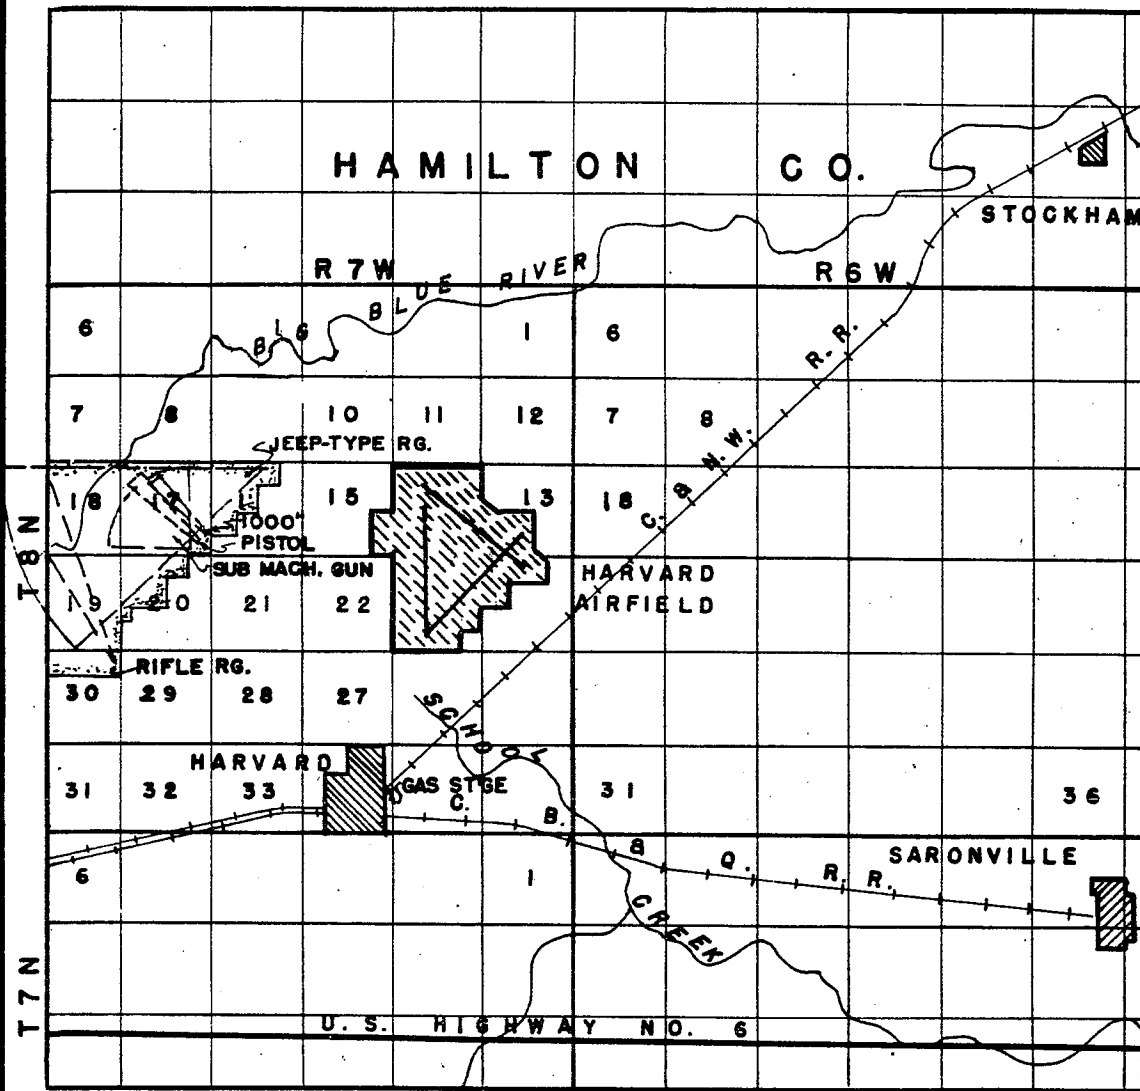 HAMILTON CO.
STOCKHAM
R 7 W
R 6 W
BIG BLUE RIVER
6
1
6
C. & N. W. R. R.
7
8
10
11
12
7
8
JEEP-TYPE RG.
18
17
15
13
18
1000"
PISTOL
SUB MACH. GUN
T 8 N
HARVARD
AIRFIELD
19
20
21
22
RIFLE RG.
30
29
28
27
SCHOOL CREEK
HARVARD
31
32
33
GAS STGE
31
36
C. B. & Q. R. R.
SARONVILLE
6
1
T 7 N
U. S. HIGHWAY NO. 6